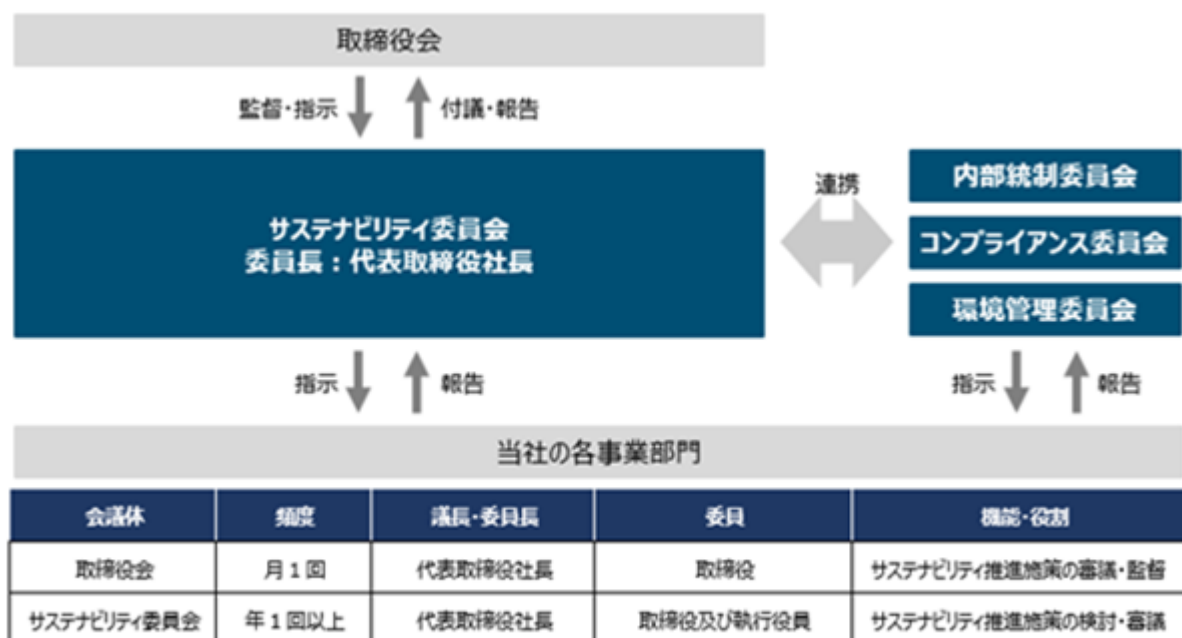 取締役会
監督・指示 付議・報告
サステナビリティ委員会
委員長：代表取締役社長
連携
内部統制委員会
コンプライアンス委員会
環境管理委員会
指示 報告
指示 報告
当社の各事業部門
会議体 頻度 議長・委員長 委員 機能・役割
取締役会 月１回 代表取締役社長 取締役 サステナビリティ推進施策の審議・監督
サステナビリティ委員会 年１回以上 代表取締役社長 取締役及び執行役員 サステナビリティ推進施策の検討・審議